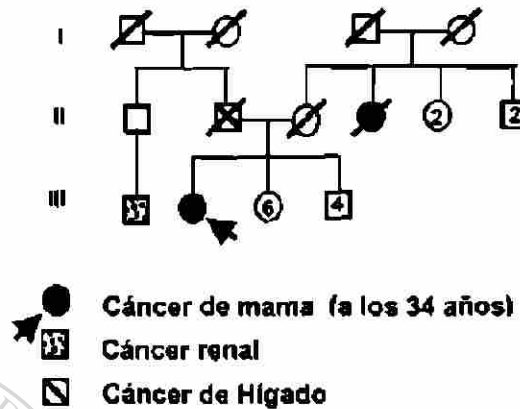 I
II
2
2
III
6
4
Cáncer de mama (a los 34 años)
Cáncer renal
Cáncer de Hígado